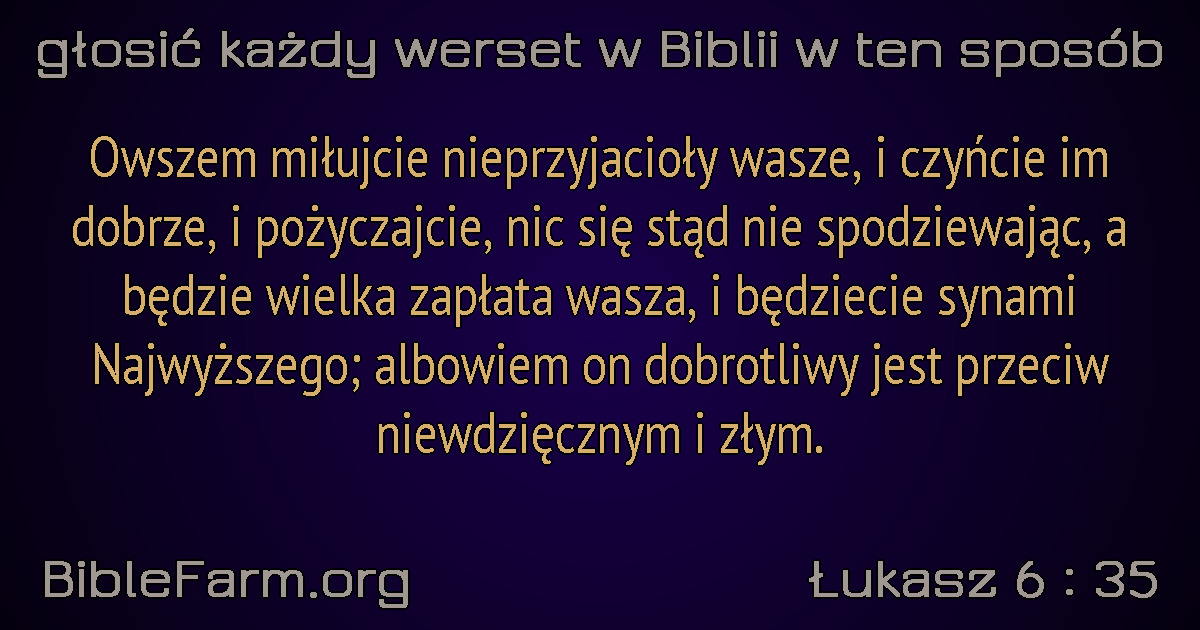 głosić każdy werset w Biblii w ten sposób
Owszem miłujcie nieprzyjacioły wasze, i czyńcie im
dobrze, i pożyczajcie, nic się stąd nie spodziewając, a
będzie wielka zapłata wasza, i będziecie synami
Najwyższego; albowiem on dobrotliwy jest przeciw
niewdzięcznym i złym.
BibleFarm.org
Łukasz 6 : 35